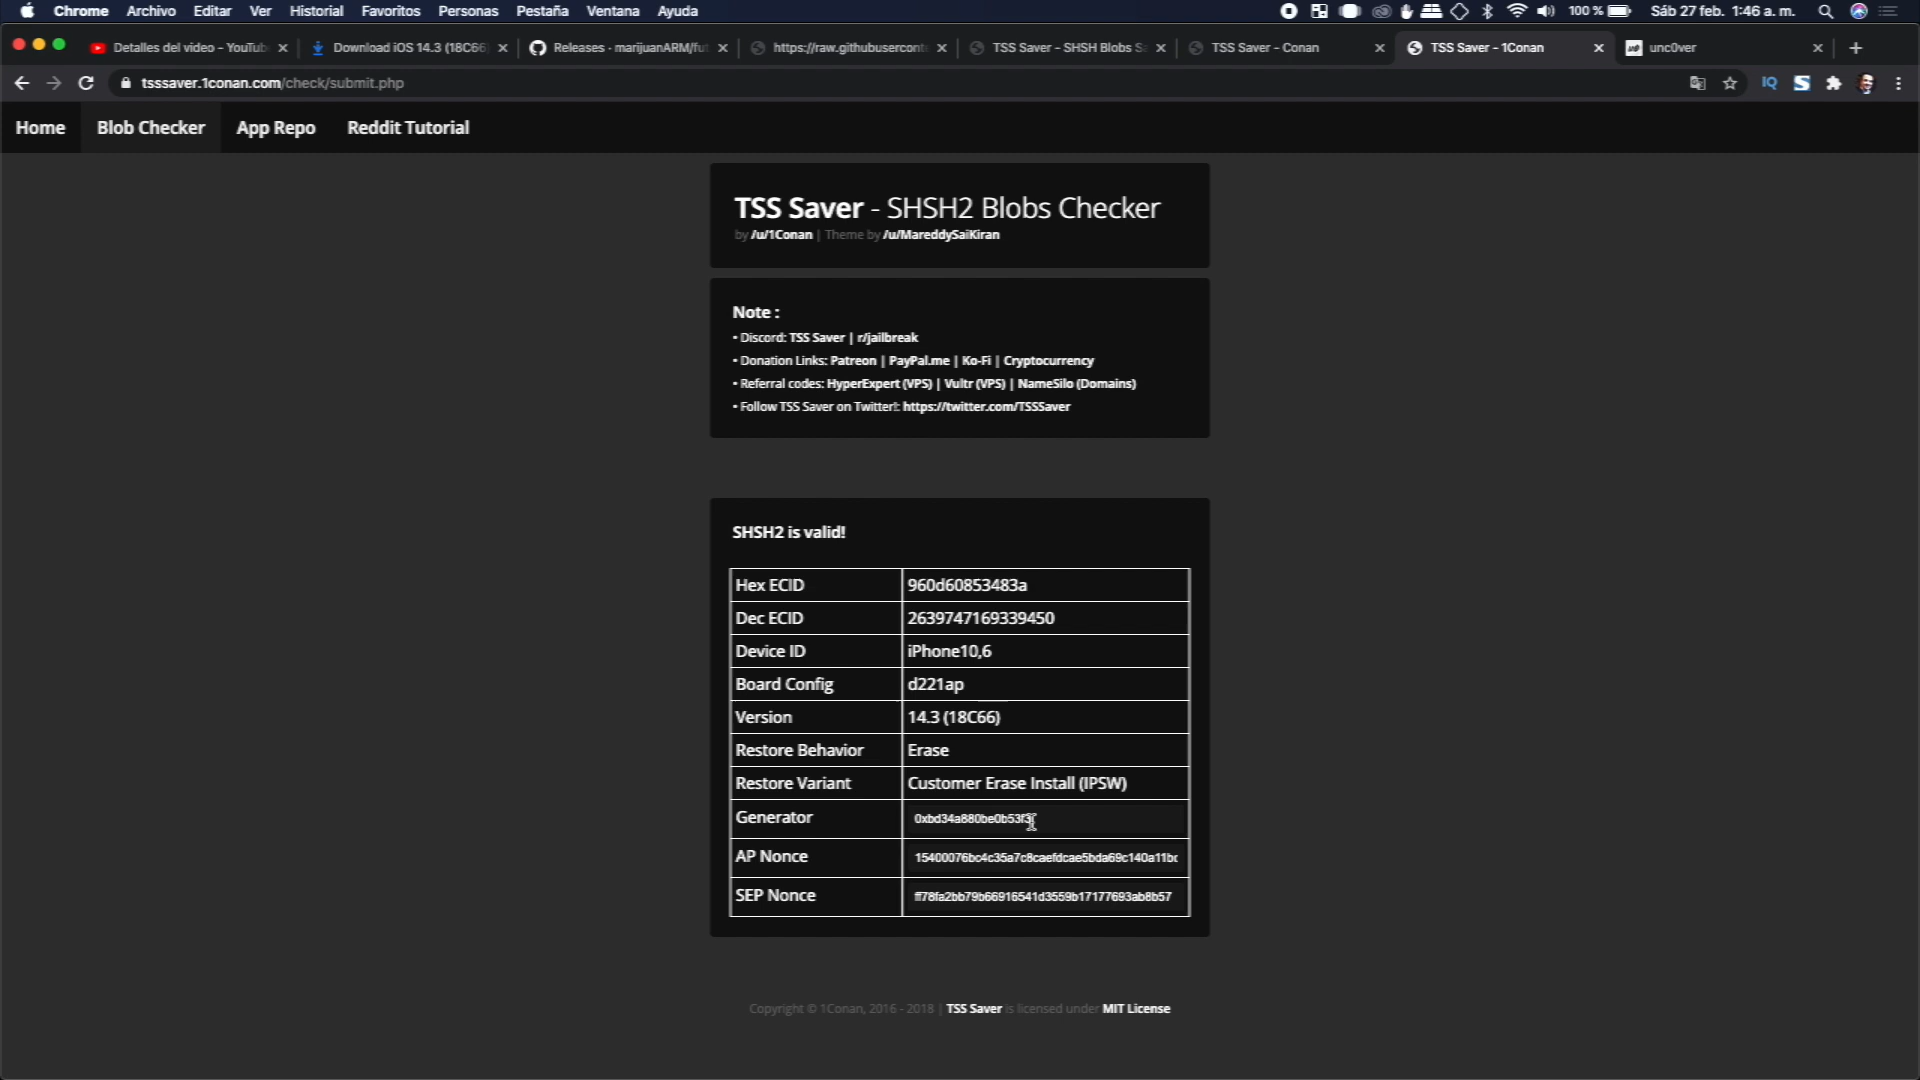 Chrome Archivo Editar Ver Historial Favoritos Personas Pestaña Ventana Ayuda 100 % Sáb 27 feb. 1:46 a. m.
Detalles del video - YouTub Download iOS 14.3 (18C66 Releases · marijuanARM/fut https://raw.githubuserconte TSS Saver - SHSH Blobs Sa TSS Saver - Conan TSS Saver - 1Conan unc0ver
tsssaver.1conan.com/check/submit.php IQ
Home Blob Checker App Repo Reddit Tutorial
TSS Saver - SHSH2 Blobs Checker
by /u/1Conan | Theme by /u/MareddySaiKiran
Note :
• Discord: TSS Saver | r/jailbreak
• Donation Links: Patreon | PayPal.me | Ko-Fi | Cryptocurrency
• Referral codes: HyperExpert (VPS) | Vultr (VPS) | NameSilo (Domains)
• Follow TSS Saver on Twitter!: https://twitter.com/TSSSaver
SHSH2 is valid!
Hex ECID 960d60853483a
Dec ECID 2639747169339450
Device ID iPhone10,6
Board Config d221ap
Version 14.3 (18C66)
Restore Behavior Erase
Restore Variant Customer Erase Install (IPSW)
Generator 0xbd34a880be0b53f3
AP Nonce 15400076bc4c35a7c8caefdcae5bda69c140a11bc
SEP Nonce ff78fa2bb79b66916541d3559b17177693ab8b57
Copyright © 1Conan, 2016 - 2018 | TSS Saver is licensed under MIT License